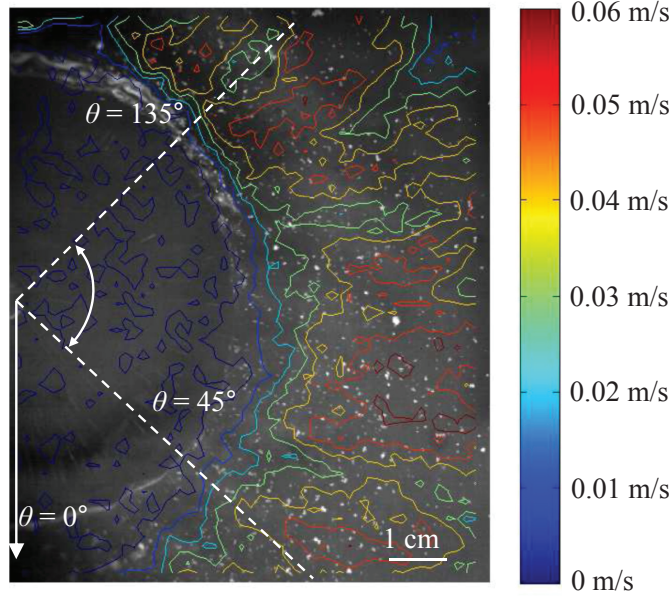 θ = 135°
θ = 45°
θ = 0°
1 cm
0.06 m/s
0.05 m/s
0.04 m/s
0.03 m/s
0.02 m/s
0.01 m/s
0 m/s